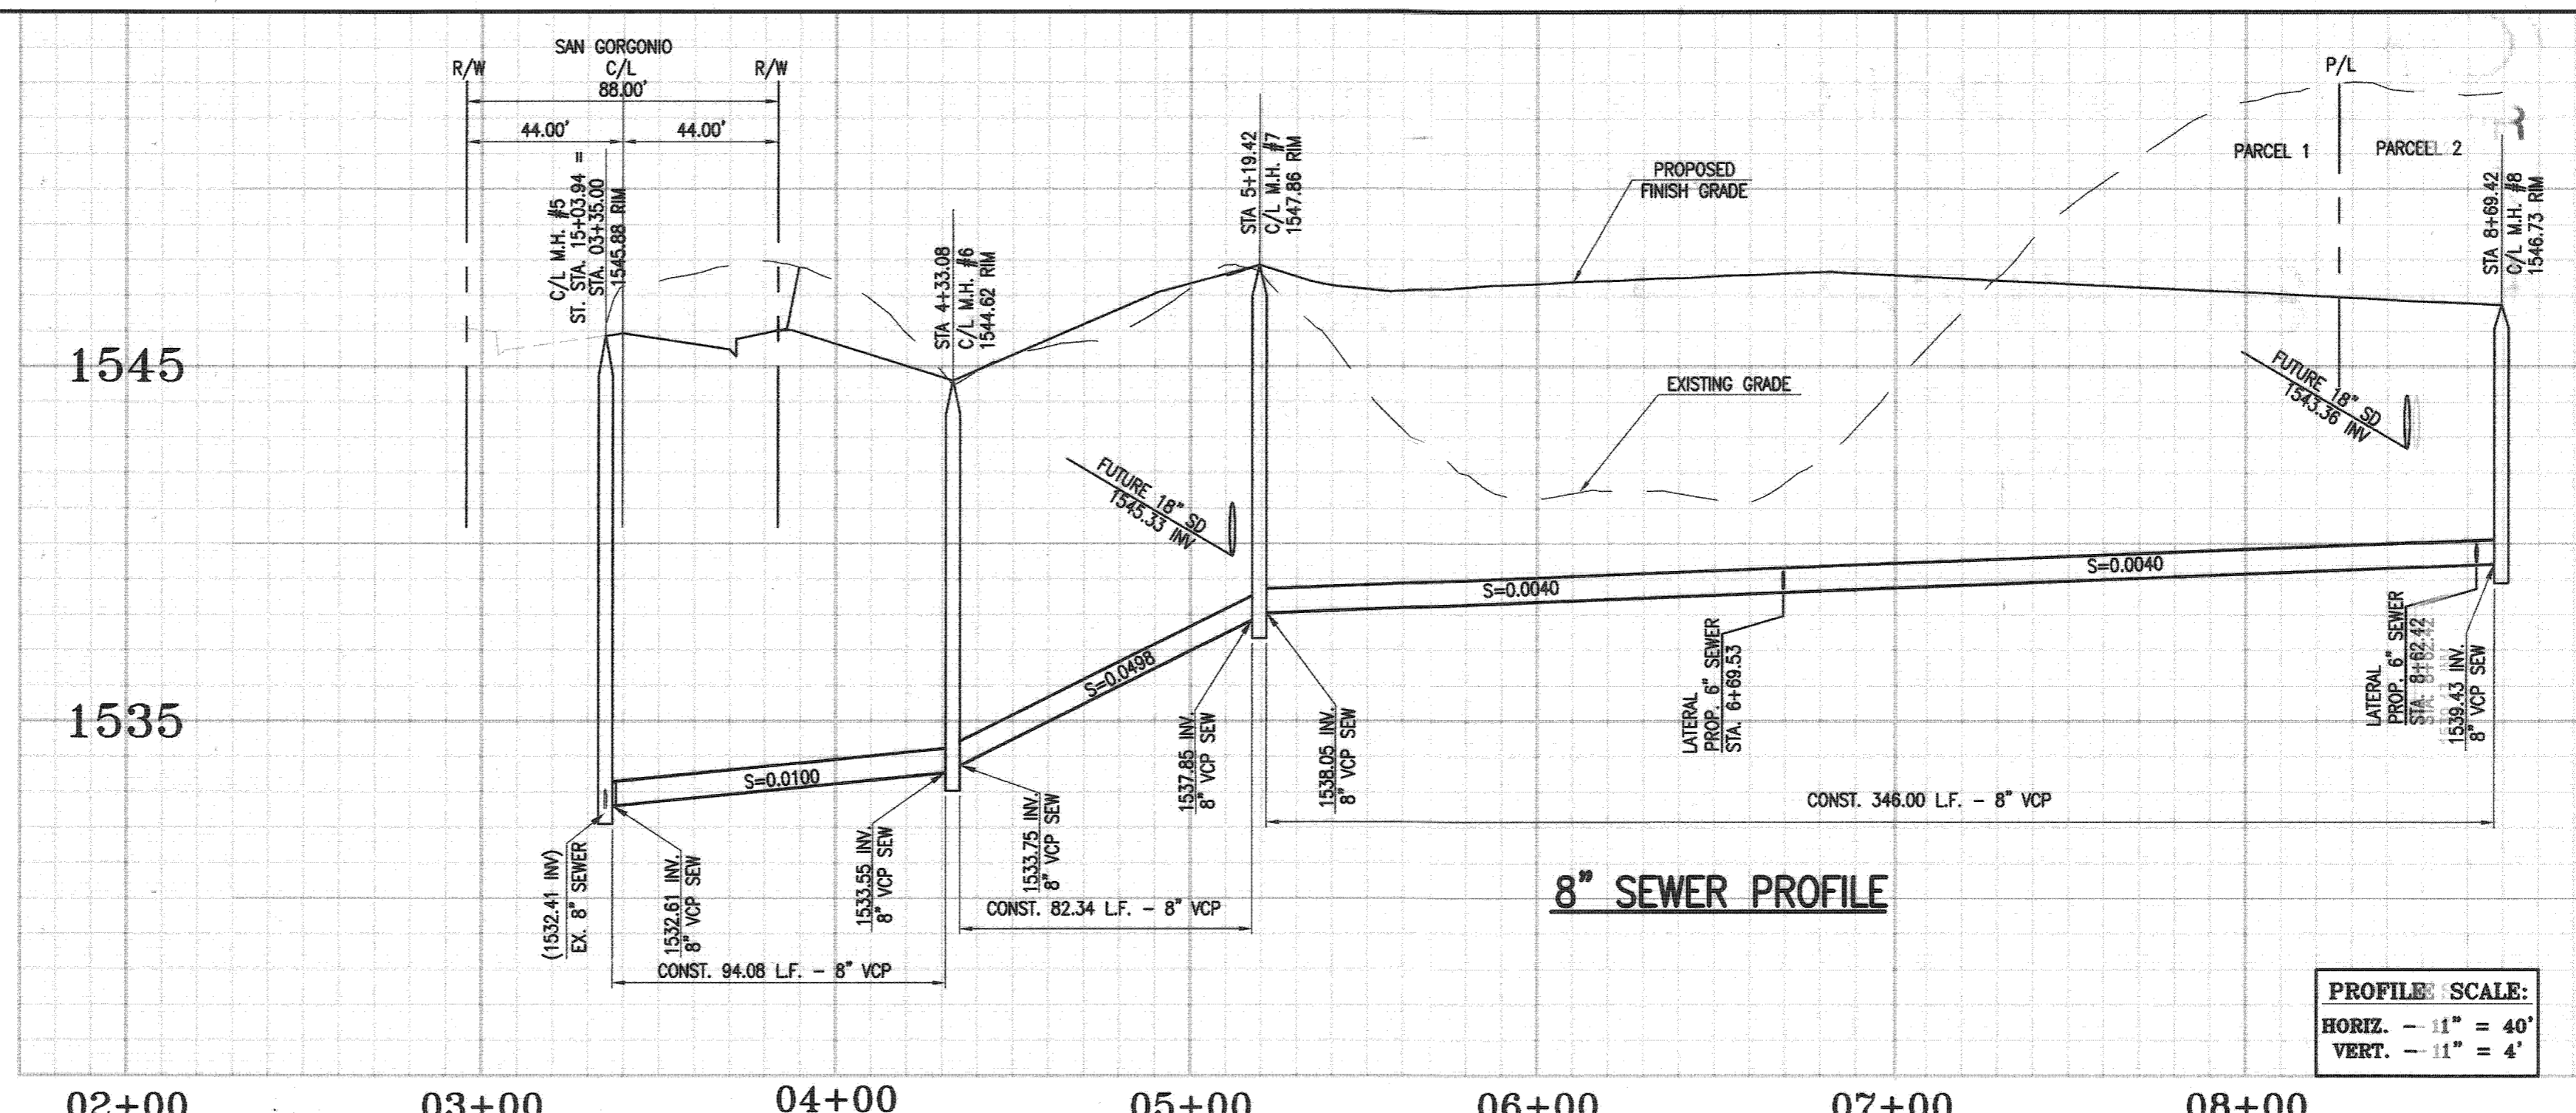 SAN GORGONIO
R/W
C/L
R/W
88.00'
44.00'
44.00'
C/L M.H. #5
ST. STA. 15+03.94 =
STA. 03+35.00
1545.88 RIM
STA 4+33.08
C/L M.H. #6
1544.62 RIM
STA 5+19.42
C/L M.H. #7
1547.86 RIM
PROPOSED
FINISH GRADE
P/L
PARCEL 1
PARCEL 2
STA 8+69.42
C/L M.H. #8
1546.73 RIM
1545
EXISTING GRADE
FUTURE 18" SD
1543.36 INV
FUTURE 18" SD
1545.33 INV
S=0.0040
S=0.0040
S=0.0498
S=0.0100
1535
LATERAL
PROP. 6" SEWER
STA. 6+69.53
LATERAL
PROP. 6" SEWER
STA. 8+62.42
1539.43 INV.
8" VCP SEW
1537.85 INV.
8" VCP SEW
1538.05 INV.
8" VCP SEW
CONST. 346.00 L.F. - 8" VCP
(1532.41 INV)
EX. 8" SEWER
1532.61 INV.
8" VCP SEW
1533.55 INV.
8" VCP SEW
1533.75 INV.
8" VCP SEW
CONST. 82.34 L.F. - 8" VCP
CONST. 94.08 L.F. - 8" VCP
8" SEWER PROFILE
PROFILE SCALE:
HORIZ. - 1" = 40'
VERT. - 1" = 4'
02+00
03+00
04+00
05+00
06+00
07+00
08+00